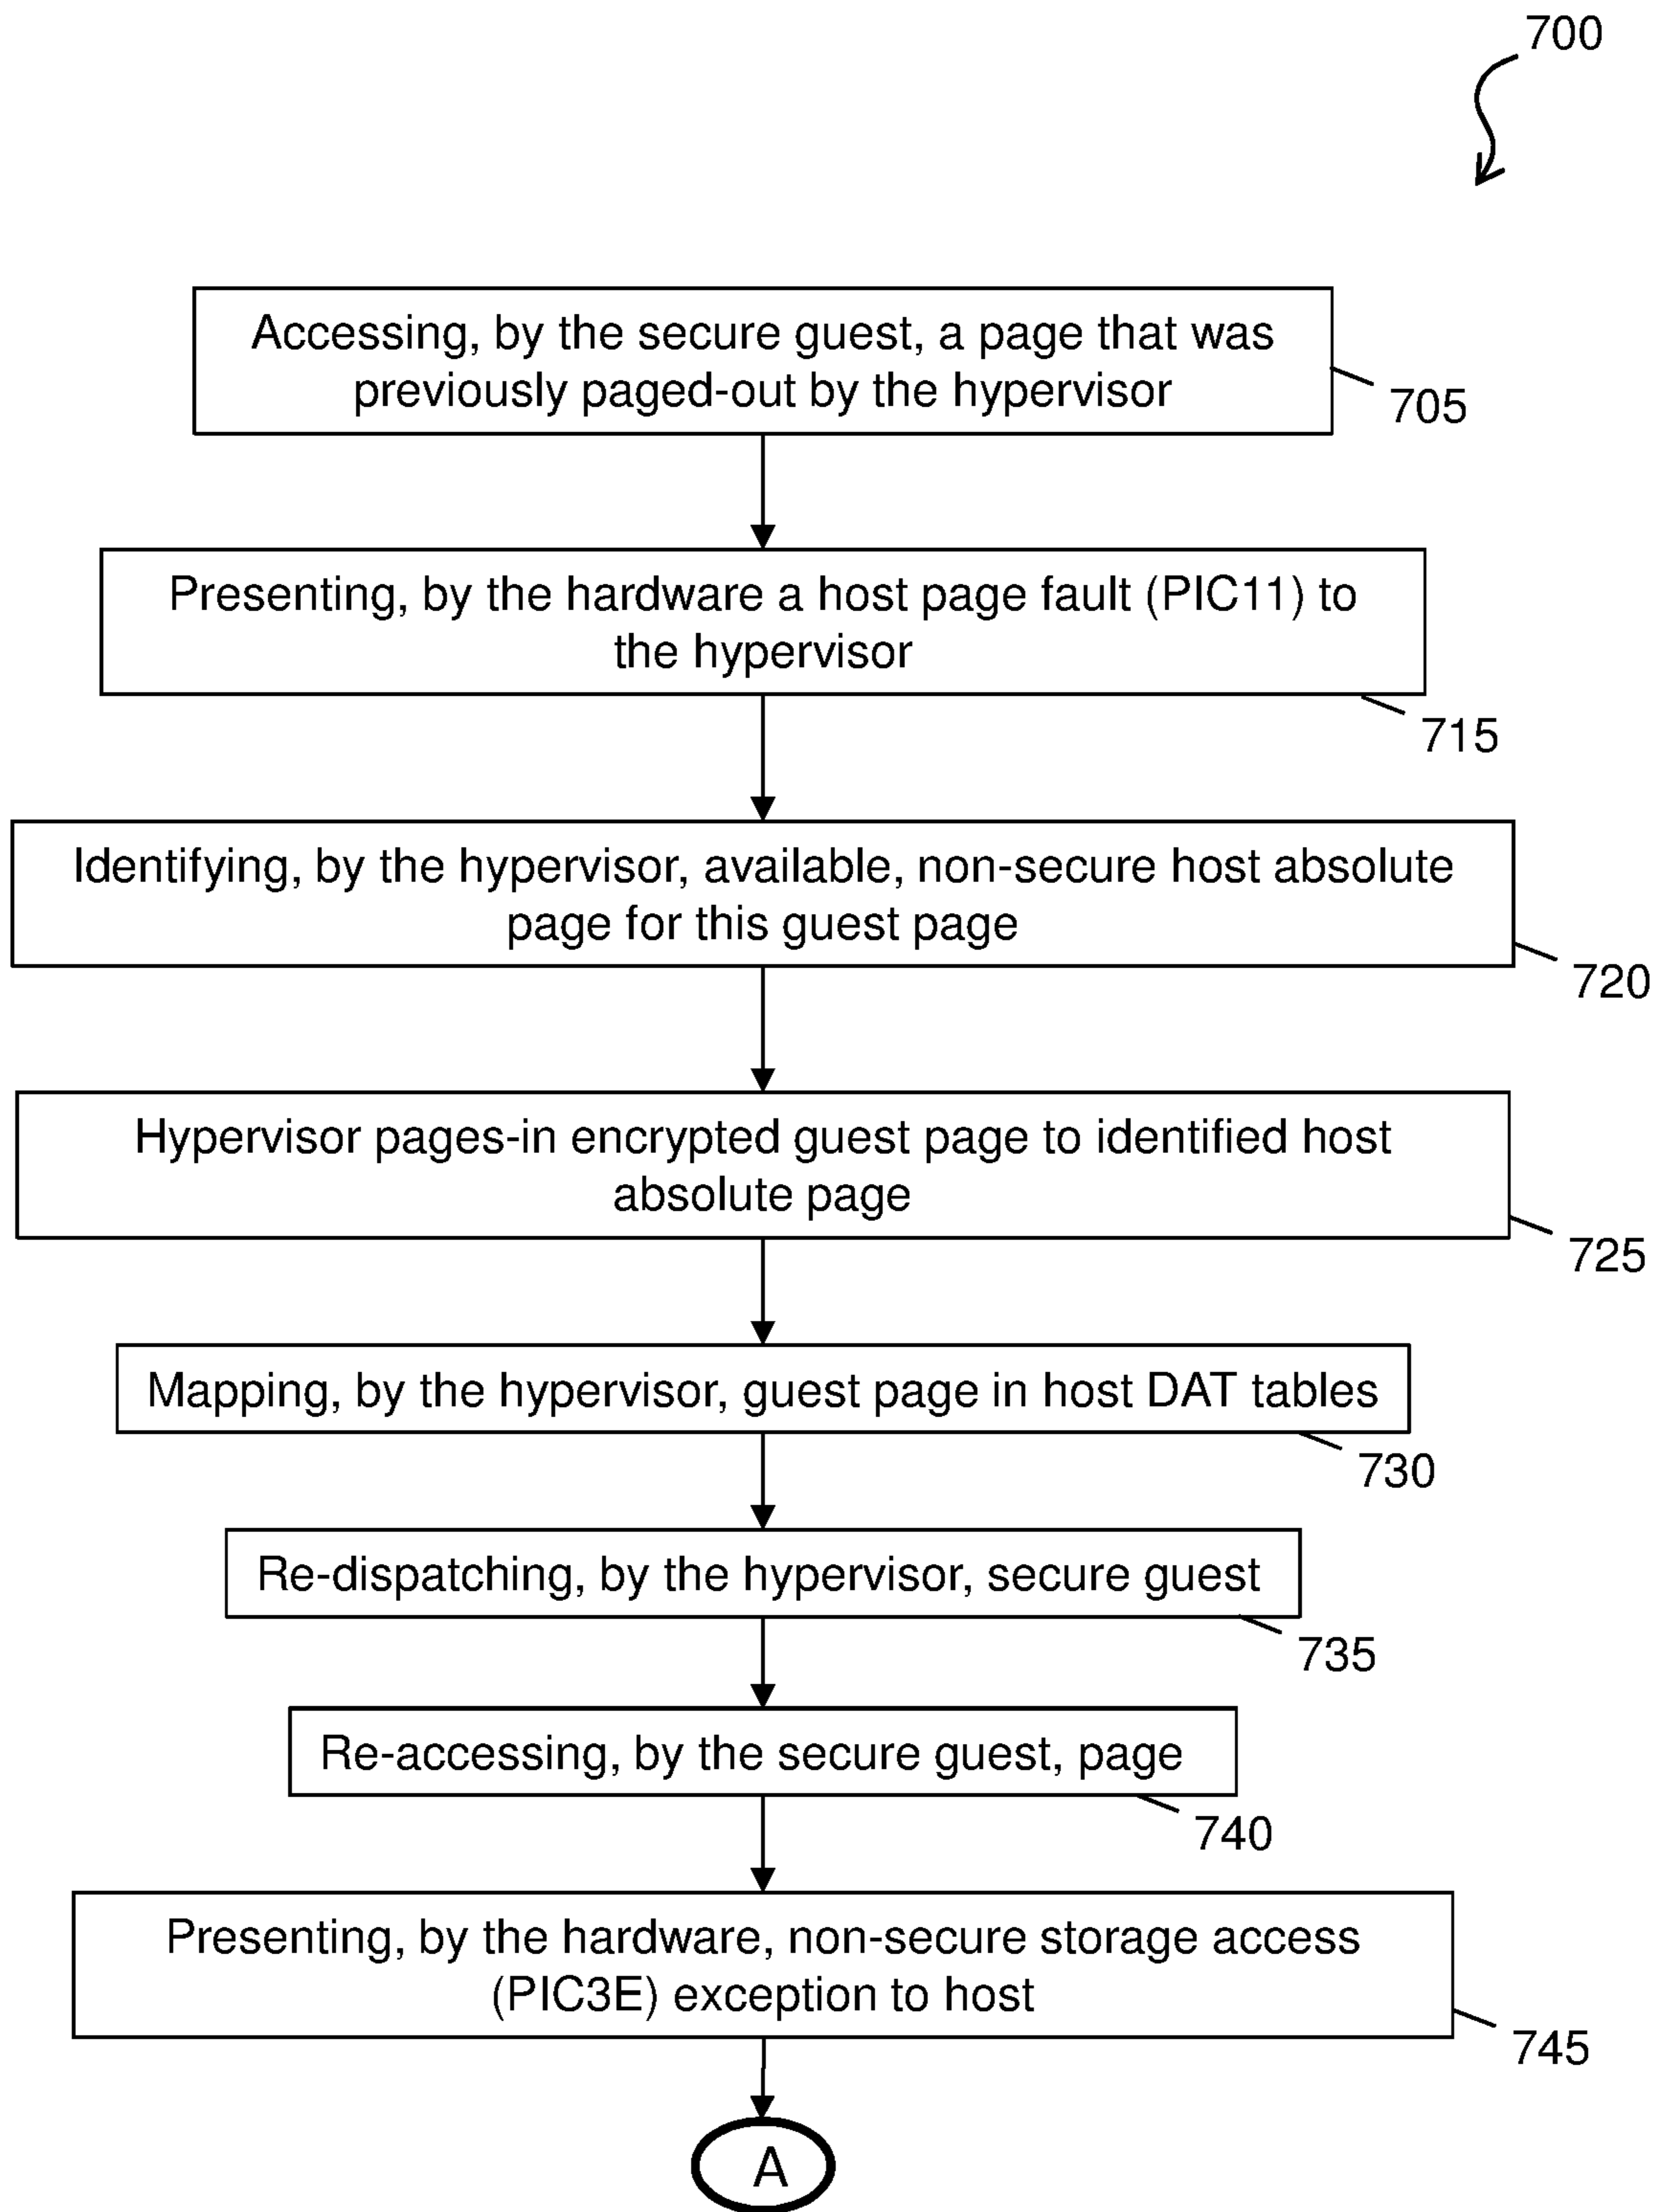 700
Accessing, by the secure guest, a page that was
previously paged-out by the hypervisor
705
Presenting, by the hardware a host page fault (PIC11) to
the hypervisor
715
Identifying, by the hypervisor, available, non-secure host absolute
page for this guest page
720
Hypervisor pages-in encrypted guest page to identified host
absolute page
725
Mapping, by the hypervisor, guest page in host DAT tables
730
Re-dispatching, by the hypervisor, secure guest
735
Re-accessing, by the secure guest, page
740
Presenting, by the hardware, non-secure storage access
(PIC3E) exception to host
745
A